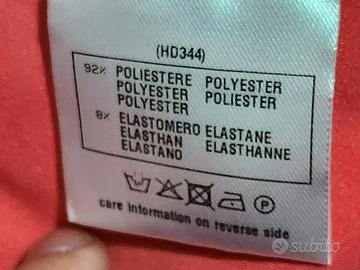 (HD344)
92% POLIESTERE POLYESTER
POLYESTER POLIESTER
POLYESTER
8% ELASTOMERO ELASTANE
ELASTHAN ELASTHANNE
ELASTANO
P
care information on reverse side
subito